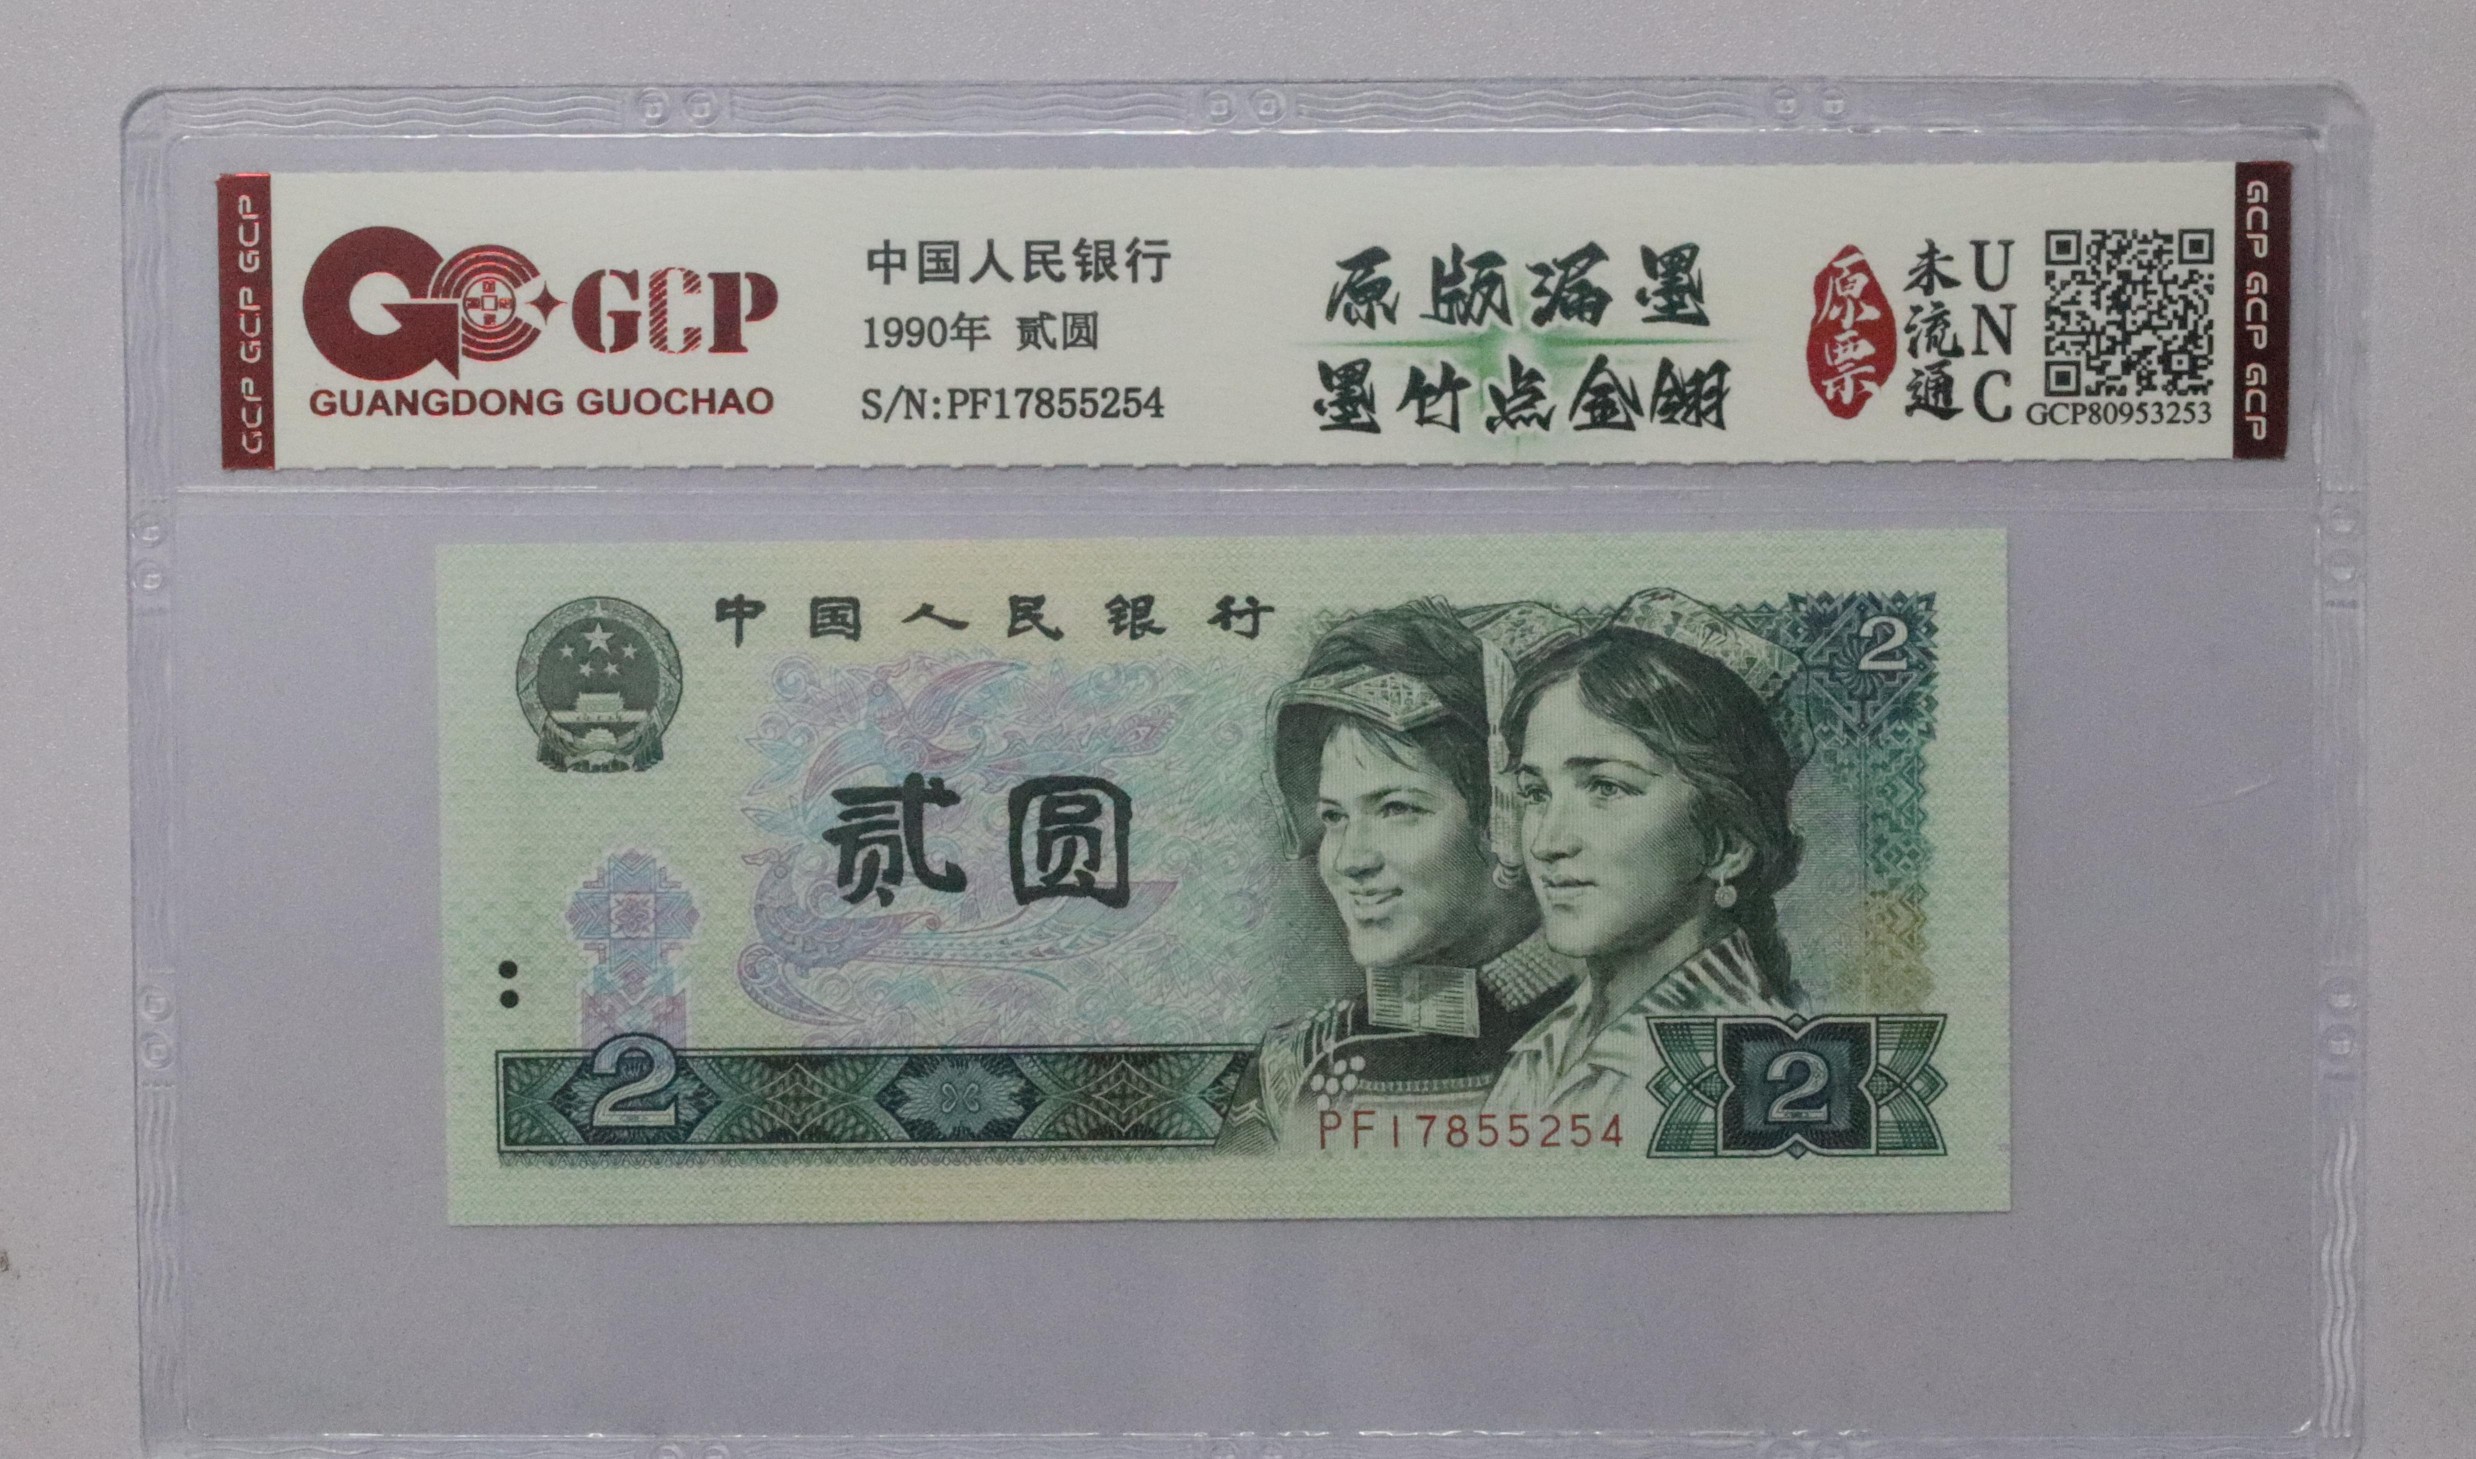 GCP GCP GCP
GCP
GUANGDONG GUOCHAO
中国人民银行
1990年 贰圆
S/N:PF17855254
原版漏墨
墨竹点金翎
原票
未流通
UNC
GCP80953253
GCP GCP GCP
中国人民银行
2
贰圆
2
PF17855254
2